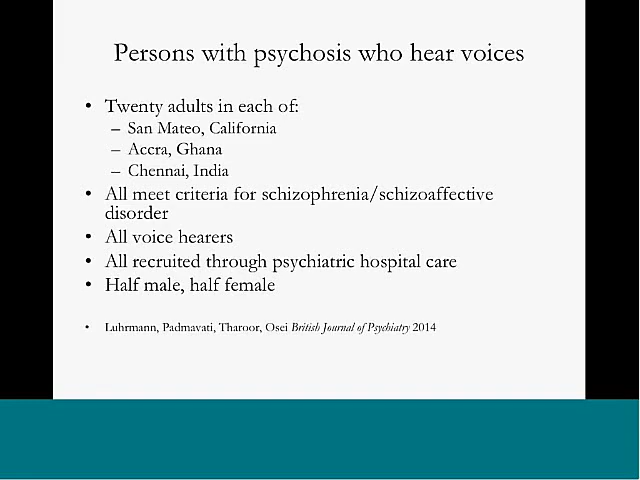 Persons with psychosis who hear voices
• Twenty adults in each of:
– San Mateo, California
– Accra, Ghana
– Chennai, India
• All meet criteria for schizophrenia/schizoaffective
disorder
• All voice hearers
• All recruited through psychiatric hospital care
• Half male, half female
• Luhrmann, Padmavati, Tharoor, Osei British Journal of Psychiatry 2014